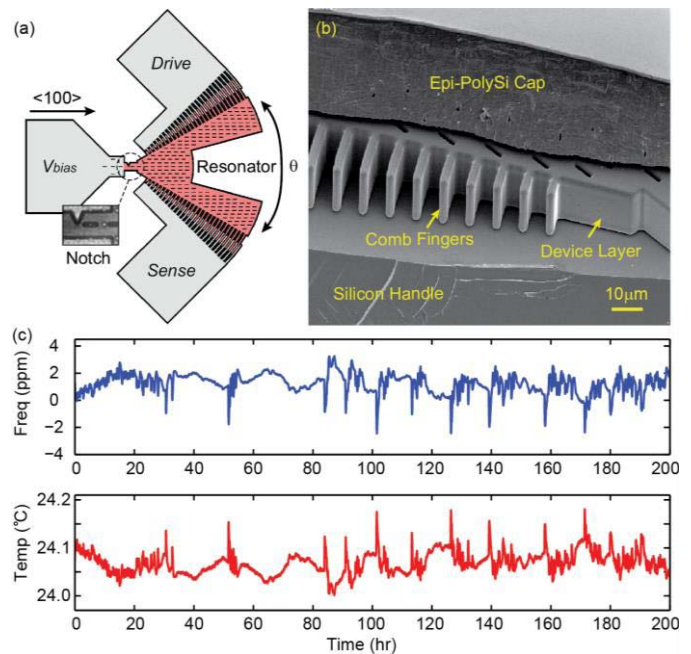 (a)
Drive
<100>
Vbias
Resonator
θ
Notch
Sense
(b)
Epi-PolySi Cap
Comb Fingers
Device Layer
Silicon Handle
10μm
(c)
Freq (ppm)
4
2
0
−2
−4
0 20 40 60 80 100 120 140 160 180 200
Temp (°C)
24.2
24.1
24.0
0 20 40 60 80 100 120 140 160 180 200
Time (hr)